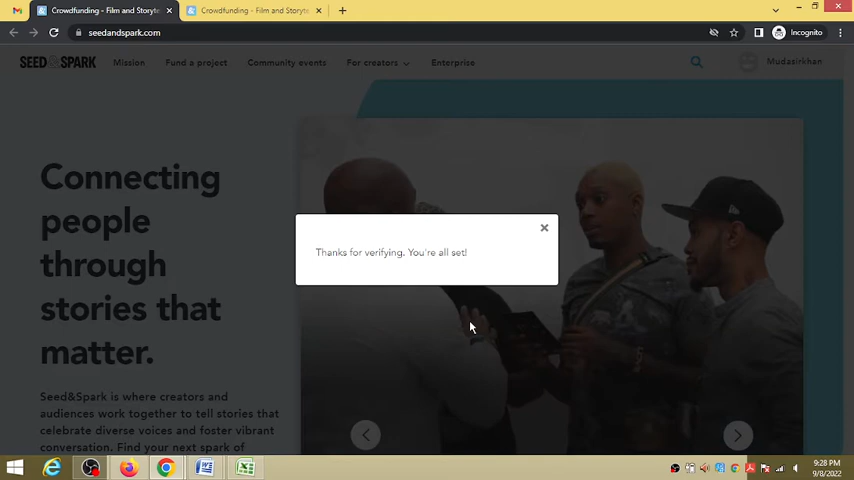 Crowdfunding - Film and Storyte
Crowdfunding - Film and Storyte
seedandspark.com
Incognito
SEED&SPARK
Mission
Fund a project
Community events
For creators
Enterprise
Mudasirkhan
Connecting
people
through
stories that
matter.
Thanks for verifying. You're all set!
Seed&Spark is where creators and
audiences work together to tell stories that
celebrate diverse voices and foster vibrant
conversation. Find your next spark of
9:28 PM
9/8/2022